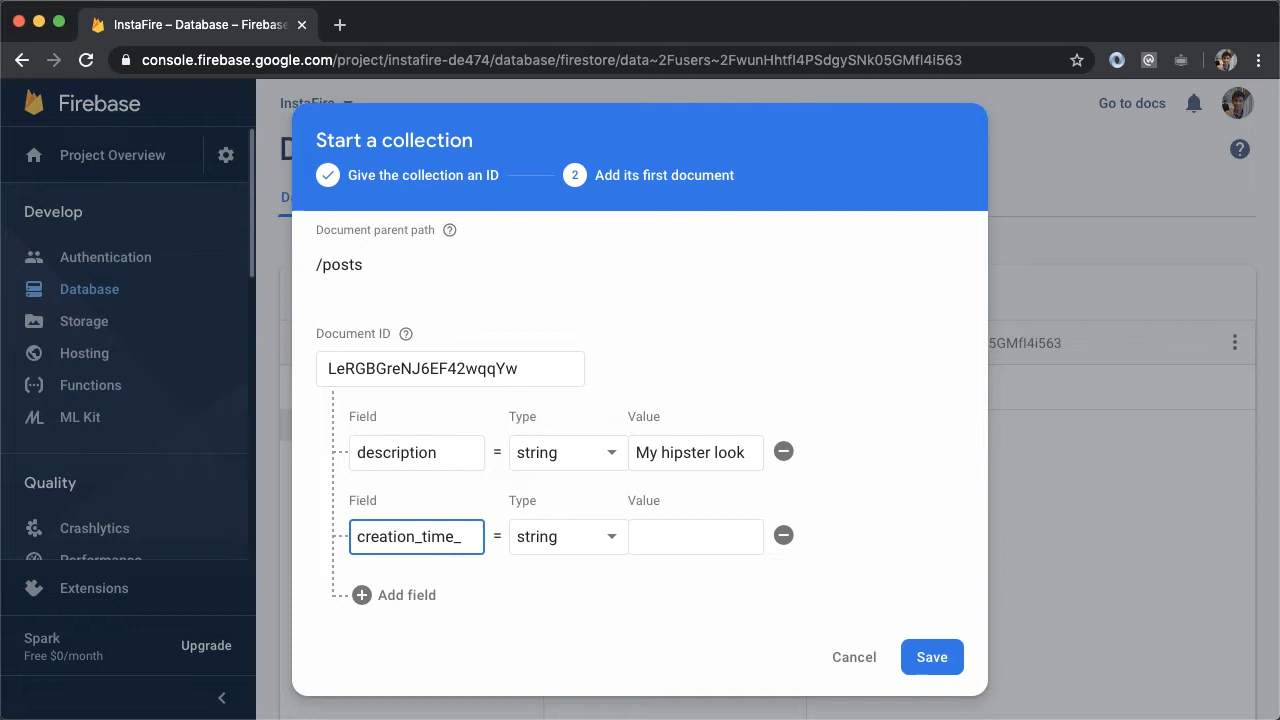 InstaFire – Database – Firebase
console.firebase.google.com/project/instafire-de474/database/firestore/data~2Fusers~2FwunHhtfI4PSdgySNk05GMfI4i563
Firebase
InstaFire
Go to docs
Project Overview
Develop
Authentication
Database
Storage
Hosting
Functions
ML Kit
Quality
Crashlytics
Performance
Extensions
Spark
Free $0/month
Upgrade
Start a collection
Give the collection an ID
2 Add its first document
Document parent path
/posts
Document ID
LeRGBGreNJ6EF42wqqYw
Field Type Value
description = string My hipster look
Field Type Value
creation_time_ = string
Add field
Cancel Save
5GMfI4i563